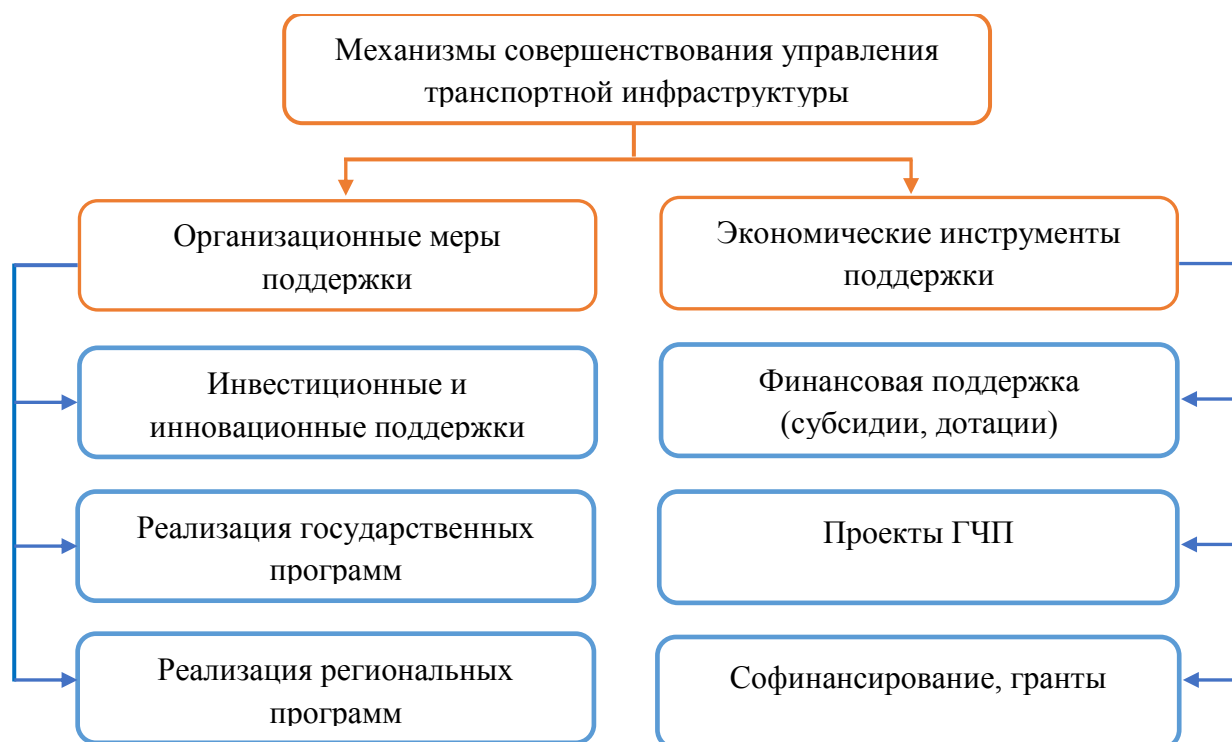 Механизмы совершенствования управления
транспортной инфраструктуры
Организационные меры
поддержки
Экономические инструменты
поддержки
Инвестиционные и
инновационные поддержки
Финансовая поддержка
(субсидии, дотации)
Реализация государственных
программ
Проекты ГЧП
Реализация региональных
программ
Софинансирование, гранты